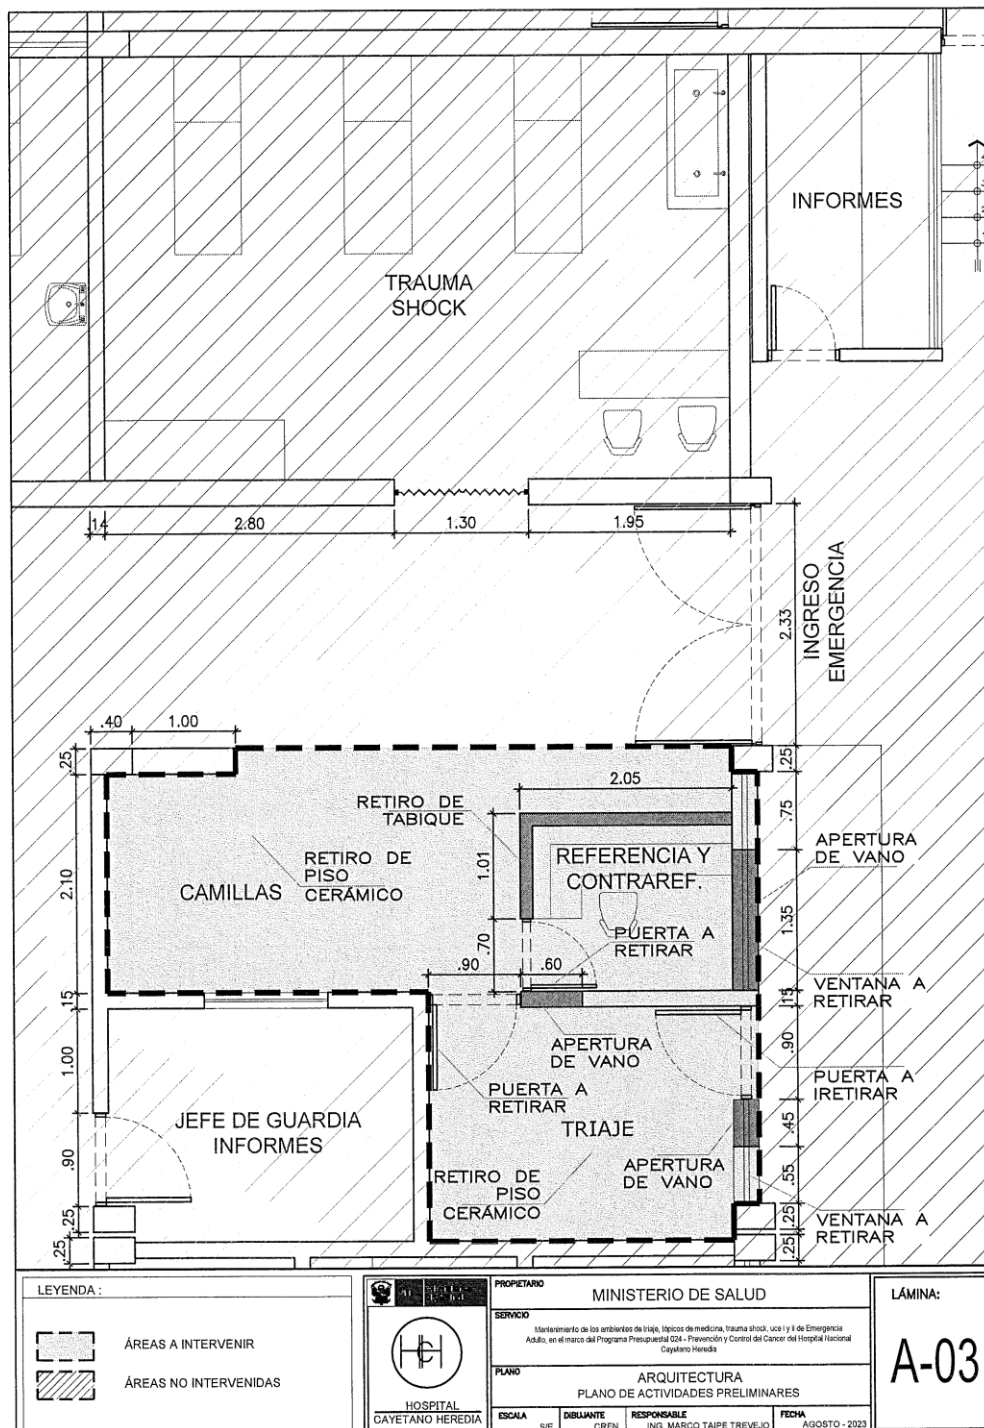 INFORMES
TRAUMA
SHOCK
.14
2.80
1.30
1.95
2.33
INGRESO
EMERGENCIA
.40
1.00
.25
2.05
.25
RETIRO DE
TABIQUE
.75
APERTURA
DE VANO
RETIRO DE
PISO
CERÁMICO
CAMILLAS
1.01
REFERENCIA Y
CONTRAREF.
2.10
1.35
PUERTA A
RETIRAR
.70
.90
.60
VENTANA A
RETIRAR
.15
.15
APERTURA
DE VANO
1.00
.90
PUERTA A
RETIRAR
PUERTA A
IRETIRAR
JEFE DE GUARDIA
INFORMES
TRIAJE
.45
.90
APERTURA
DE VANO
RETIRO DE
PISO
CERÁMICO
.55
VENTANA A
RETIRAR
.25
.25
.25
.25
LEYENDA :
ÁREAS A INTERVENIR
ÁREAS NO INTERVENIDAS
HCH
HOSPITAL
CAYETANO HEREDIA
PROPIETARIO
MINISTERIO DE SALUD
SERVICIO
Mantenimiento de los ambientes de triaje, tópicos de medicina, trauma shock, uce I y II de Emergencia
Adulto, en el marco del Programa Presupuestal 024 - Prevención y Control del Cancer del Hospital Nacional
Cayetano Heredia
PLANO
ARQUITECTURA
PLANO DE ACTIVIDADES PRELIMINARES
ESCALA
S/E
DIBUJANTE
CREN
RESPONSABLE
ING. MARCO TAIPE TREVEJO
FECHA
AGOSTO - 2023
LÁMINA:
A-03